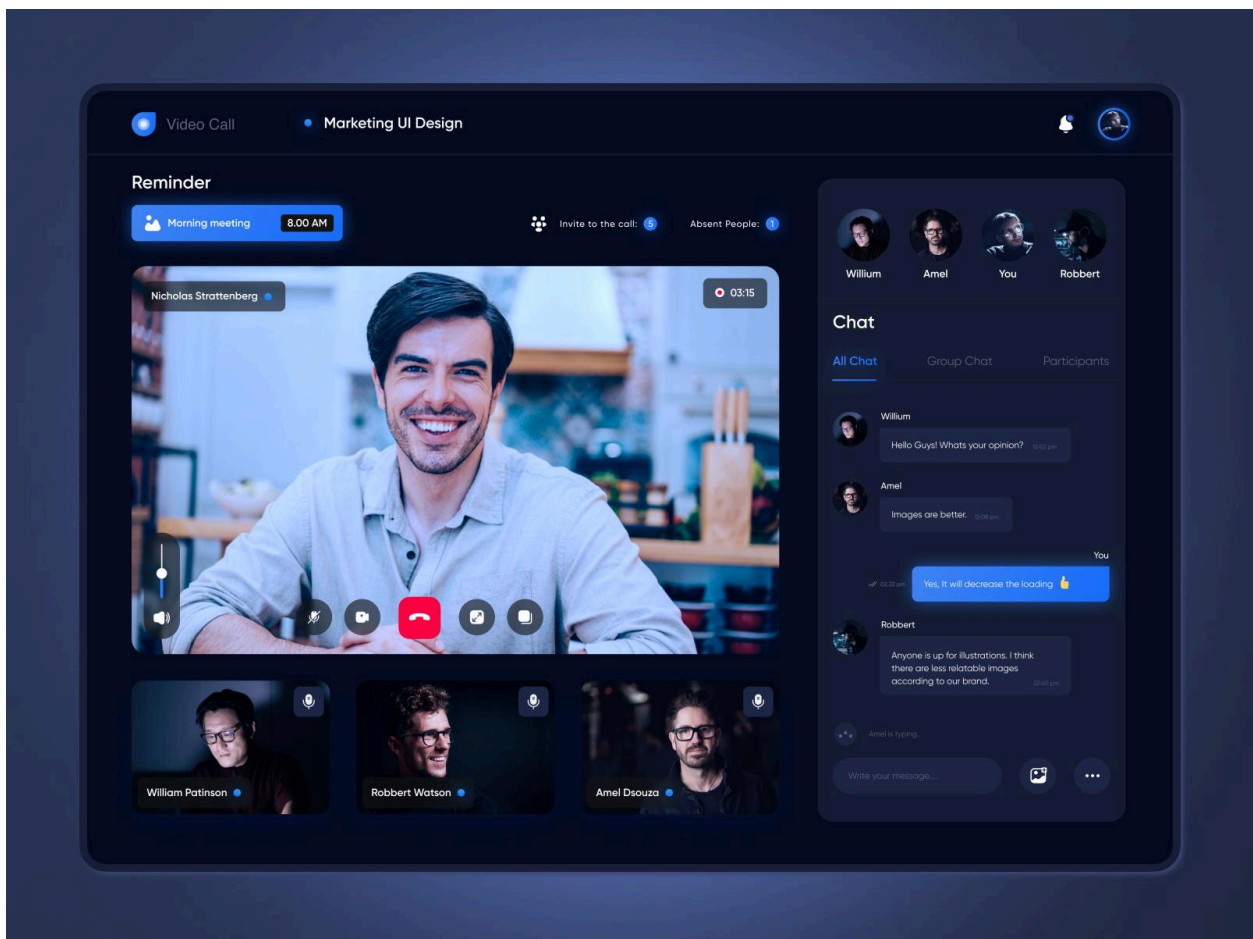 Video Call
Marketing UI Design
Reminder
Morning meeting 8.00 AM
Invite to the call: 5
Absent People: 1
Nicholas Strattenberg
03:15
William Patinson
Robbert Watson
Amel Dsouza
Willium
Amel
You
Robbert
Chat
All Chat
Group Chat
Participants
Willium
Hello Guys! Whats your opinion?
Amel
Images are better.
You
Yes, It will decrease the loading 👍
Robbert
Anyone is up for illustrations. I think
there are less relatable images
according to our brand.
Amel is typing..
Write your message...